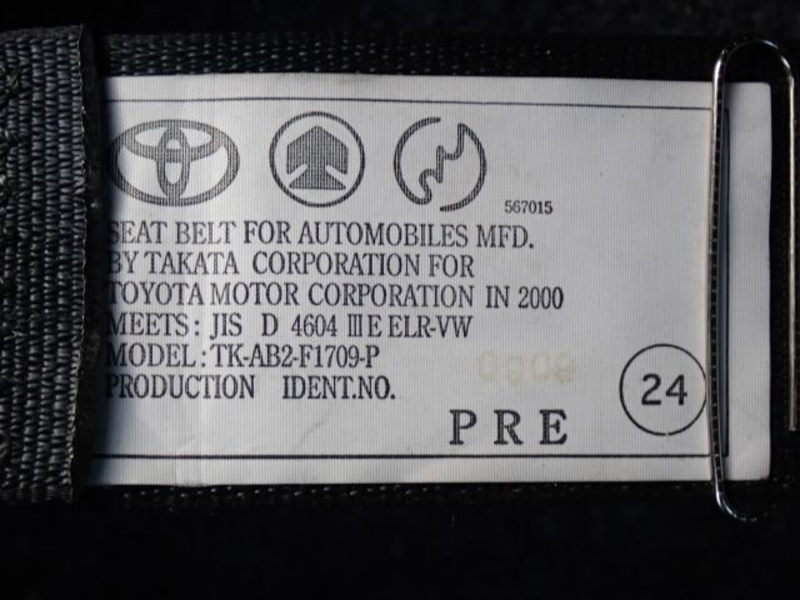 567015
SEAT BELT FOR AUTOMOBILES MFD.
BY TAKATA CORPORATION FOR
TOYOTA MOTOR CORPORATION IN 2000
MEETS: JIS D 4604 Ⅲ E ELR-VW
MODEL: TK-AB2-F1709-P
PRODUCTION IDENT.NO.
24
PRE